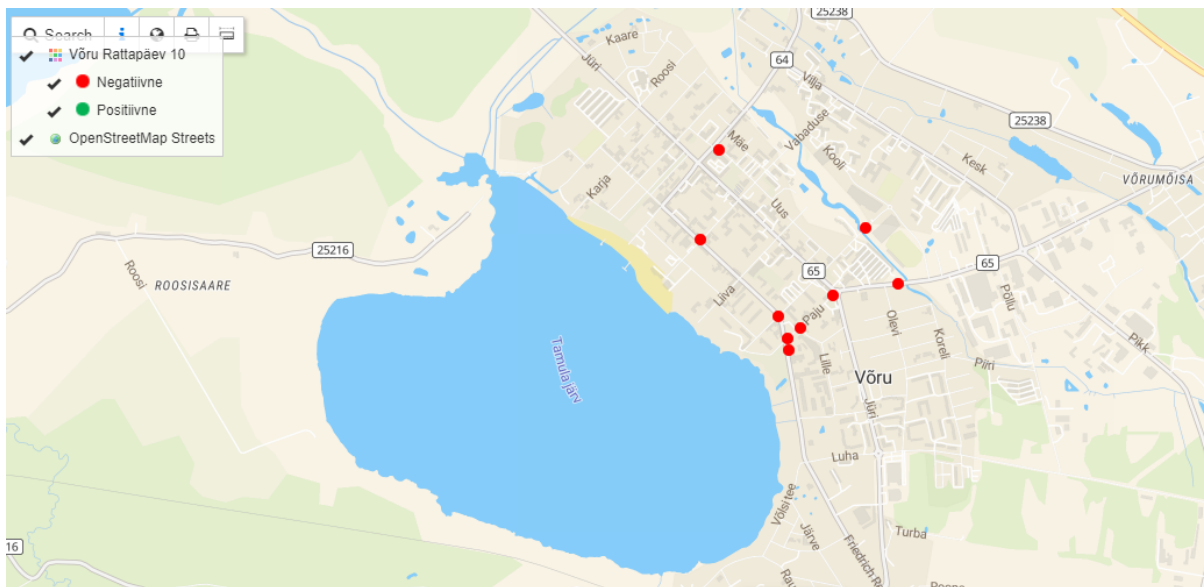 Search
Võru Rattapäev 10
Negatiivne
Positiivne
OpenStreetMap Streets
25238
Kaare
Jüri
Roosi
64
Vilja
25238
Mäe
Vabaduse
Kooli
Kesk
VÕRUMÕISA
Karja
Uus
25216
Roosi
ROOSISAARE
65
65
Liiva
Paju
Põllu
Olevi
Koreli
Pikk
Tamula järv
Lille
Piiri
Võru
Jüri
Luha
Võlsi tee
Järve
Turba
16
Friedrich